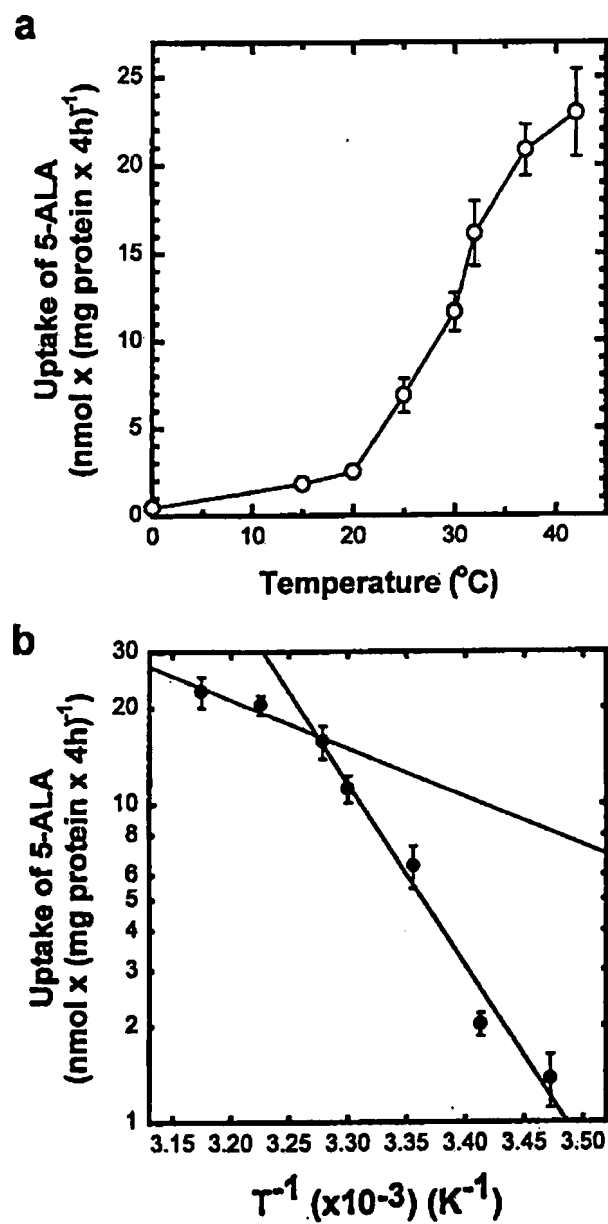 a
Uptake of 5-ALA
(nmol x (mg protein x 4h)⁻¹
25
20
15
10
5
0
0 10 20 30 40
Temperature (°C)
b
Uptake of 5-ALA
(nmol x (mg protein x 4h)⁻¹
30
20
10
8
6
5
4
3
2
1
3.15 3.20 3.25 3.30 3.35 3.40 3.45 3.50
T⁻¹ (x10⁻³) (K⁻¹)